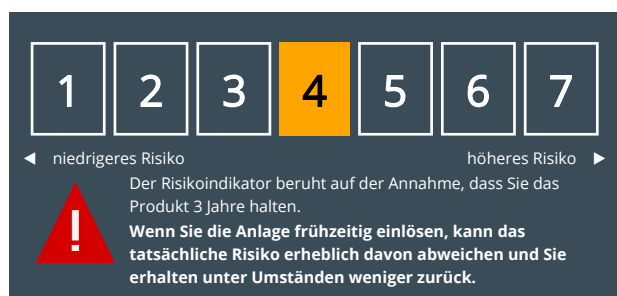 1 2 3 4 5 6 7
niedrigeres Risiko höheres Risiko
Der Risikoindikator beruht auf der Annahme, dass Sie das
Produkt 3 Jahre halten.
Wenn Sie die Anlage frühzeitig einlösen, kann das
tatsächliche Risiko erheblich davon abweichen und Sie
erhalten unter Umständen weniger zurück.